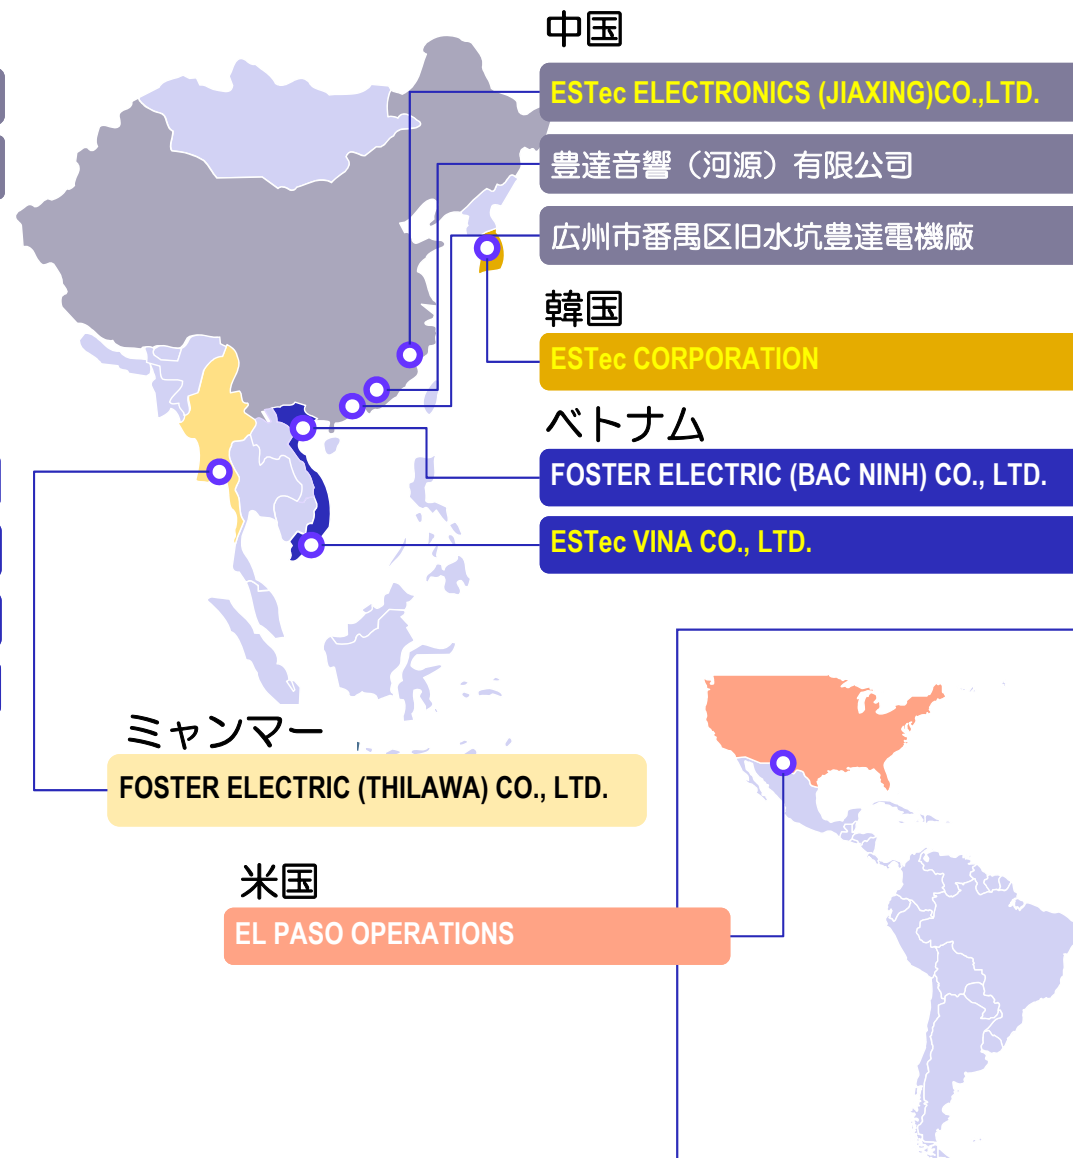 中国
ESTec ELECTRONICS (JIAXING)CO.,LTD.
豊達音響（河源）有限公司
広州市番禺区旧水坑豊達電機廠
韓国
ESTec CORPORATION
ベトナム
FOSTER ELECTRIC (BAC NINH) CO., LTD.
ESTec VINA CO., LTD.
ミャンマー
FOSTER ELECTRIC (THILAWA) CO., LTD.
米国
EL PASO OPERATIONS